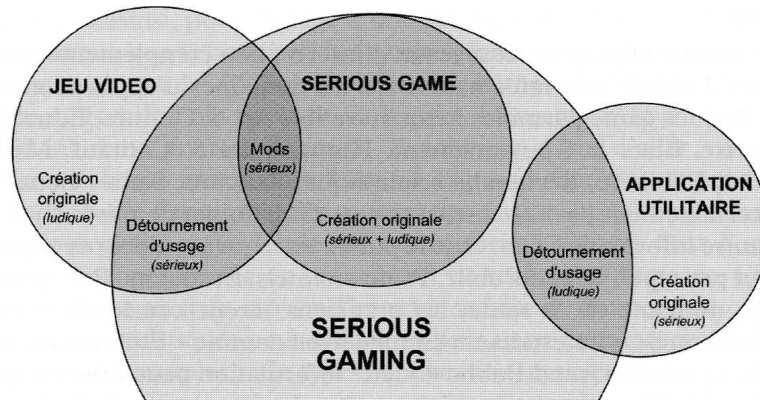 JEU VIDEO
SERIOUS GAME
Mods
(sérieux)
Création
originale
(ludique)
Détournement
d'usage
(sérieux)
Création originale
(sérieux + ludique)
APPLICATION
UTILITAIRE
Détournement
d'usage
(ludique)
Création
originale
(sérieux)
SERIOUS
GAMING